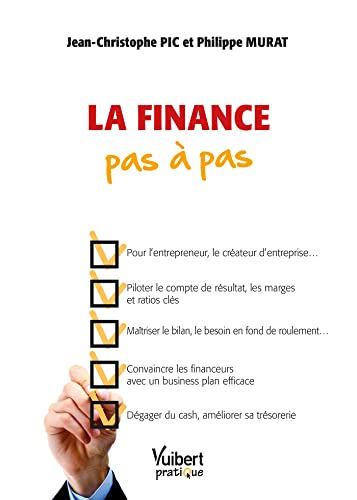 Jean-Christophe PIC et Philippe MURAT
LA FINANCE
pas à pas
Pour l'entrepreneur, le créateur d'entreprise...
Piloter le compte de résultat, les marges
et ratios clés
Maîtriser le bilan, le besoin en fond de roulement...
Convaincre les financeurs
avec un business plan efficace
Dégager du cash, améliorer sa trésorerie
Vuibert
pratique